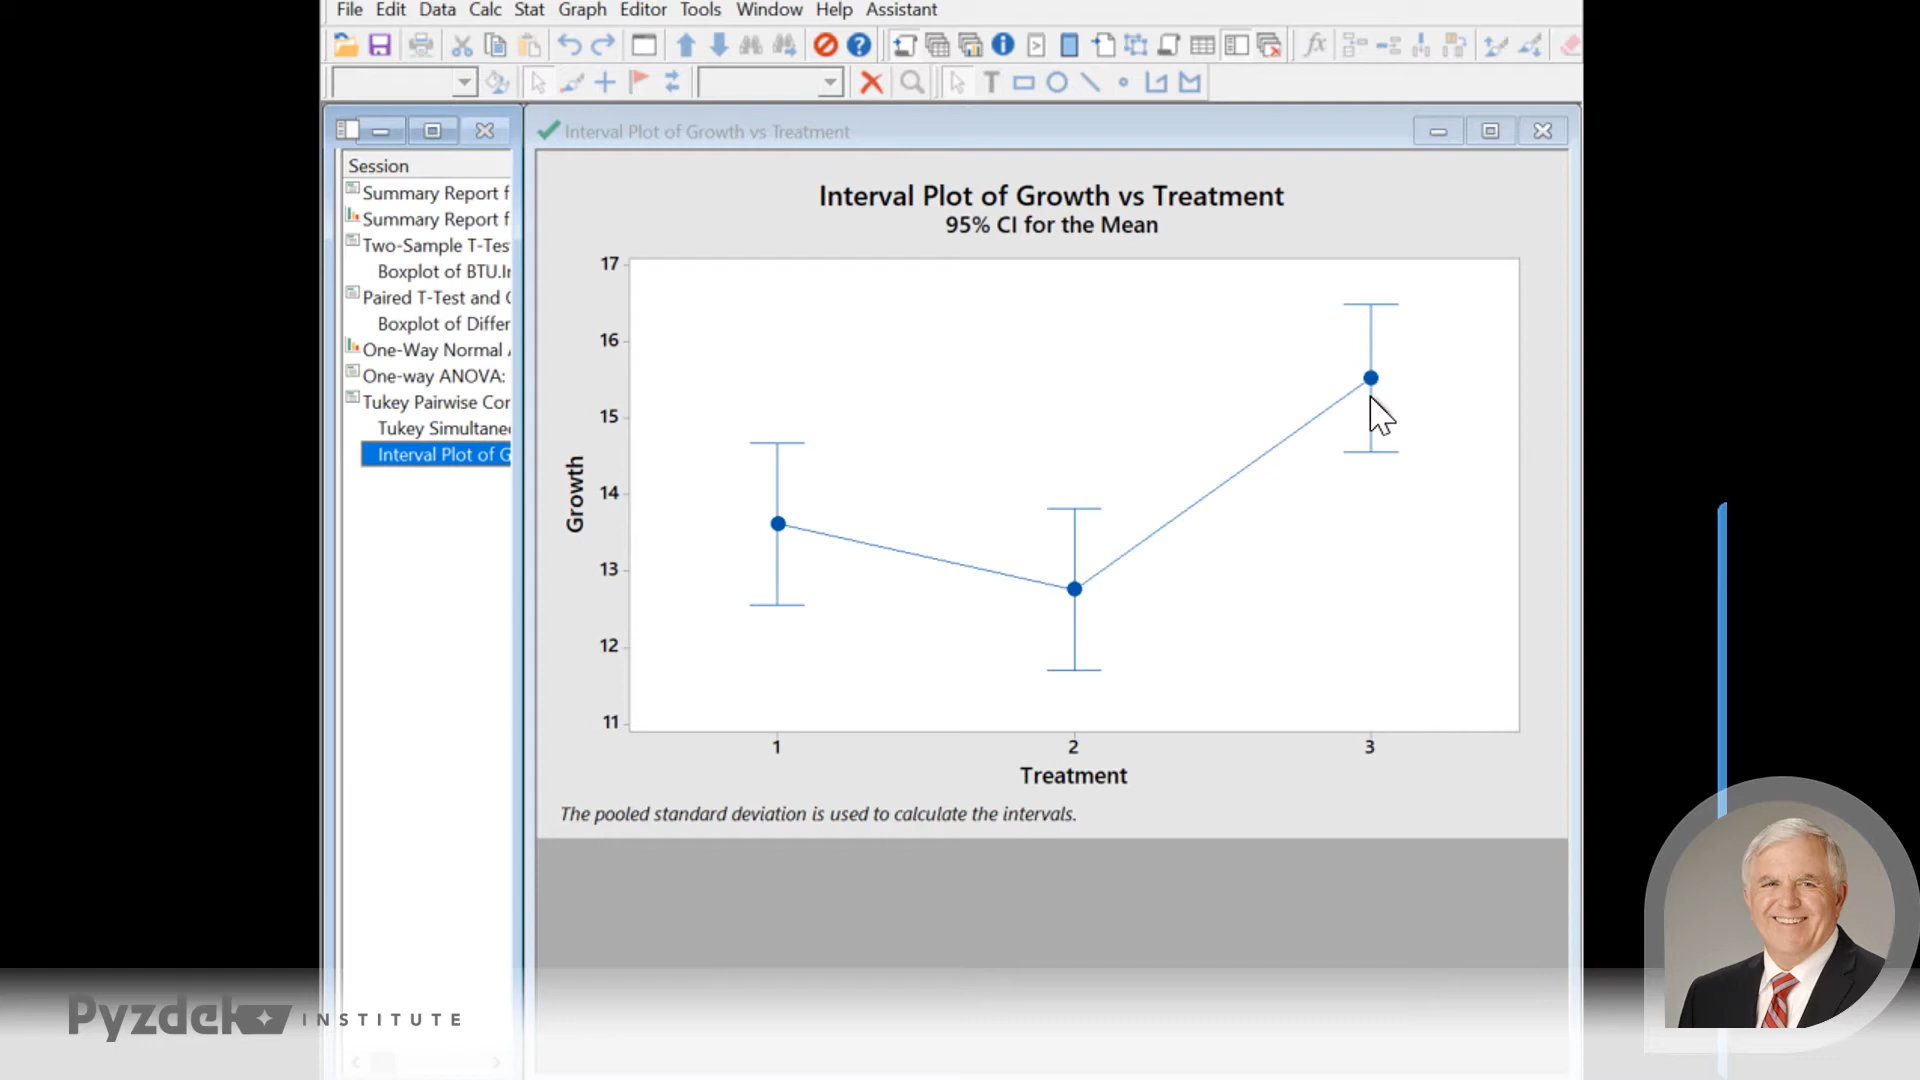 File Edit Data Calc Stat Graph Editor Tools Window Help Assistant
Interval Plot of Growth vs Treatment
Session
Summary Report f
Summary Report f
Two-Sample T-Tes
Boxplot of BTU.Ir
Paired T-Test and C
Boxplot of Differ
One-Way Normal
One-way ANOVA:
Tukey Pairwise Cor
Tukey Simultane
Interval Plot of G
Interval Plot of Growth vs Treatment
95% CI for the Mean
17
16
15
14
13
12
11
Growth
1 2 3
Treatment
The pooled standard deviation is used to calculate the intervals.
Pyzdek INSTITUTE